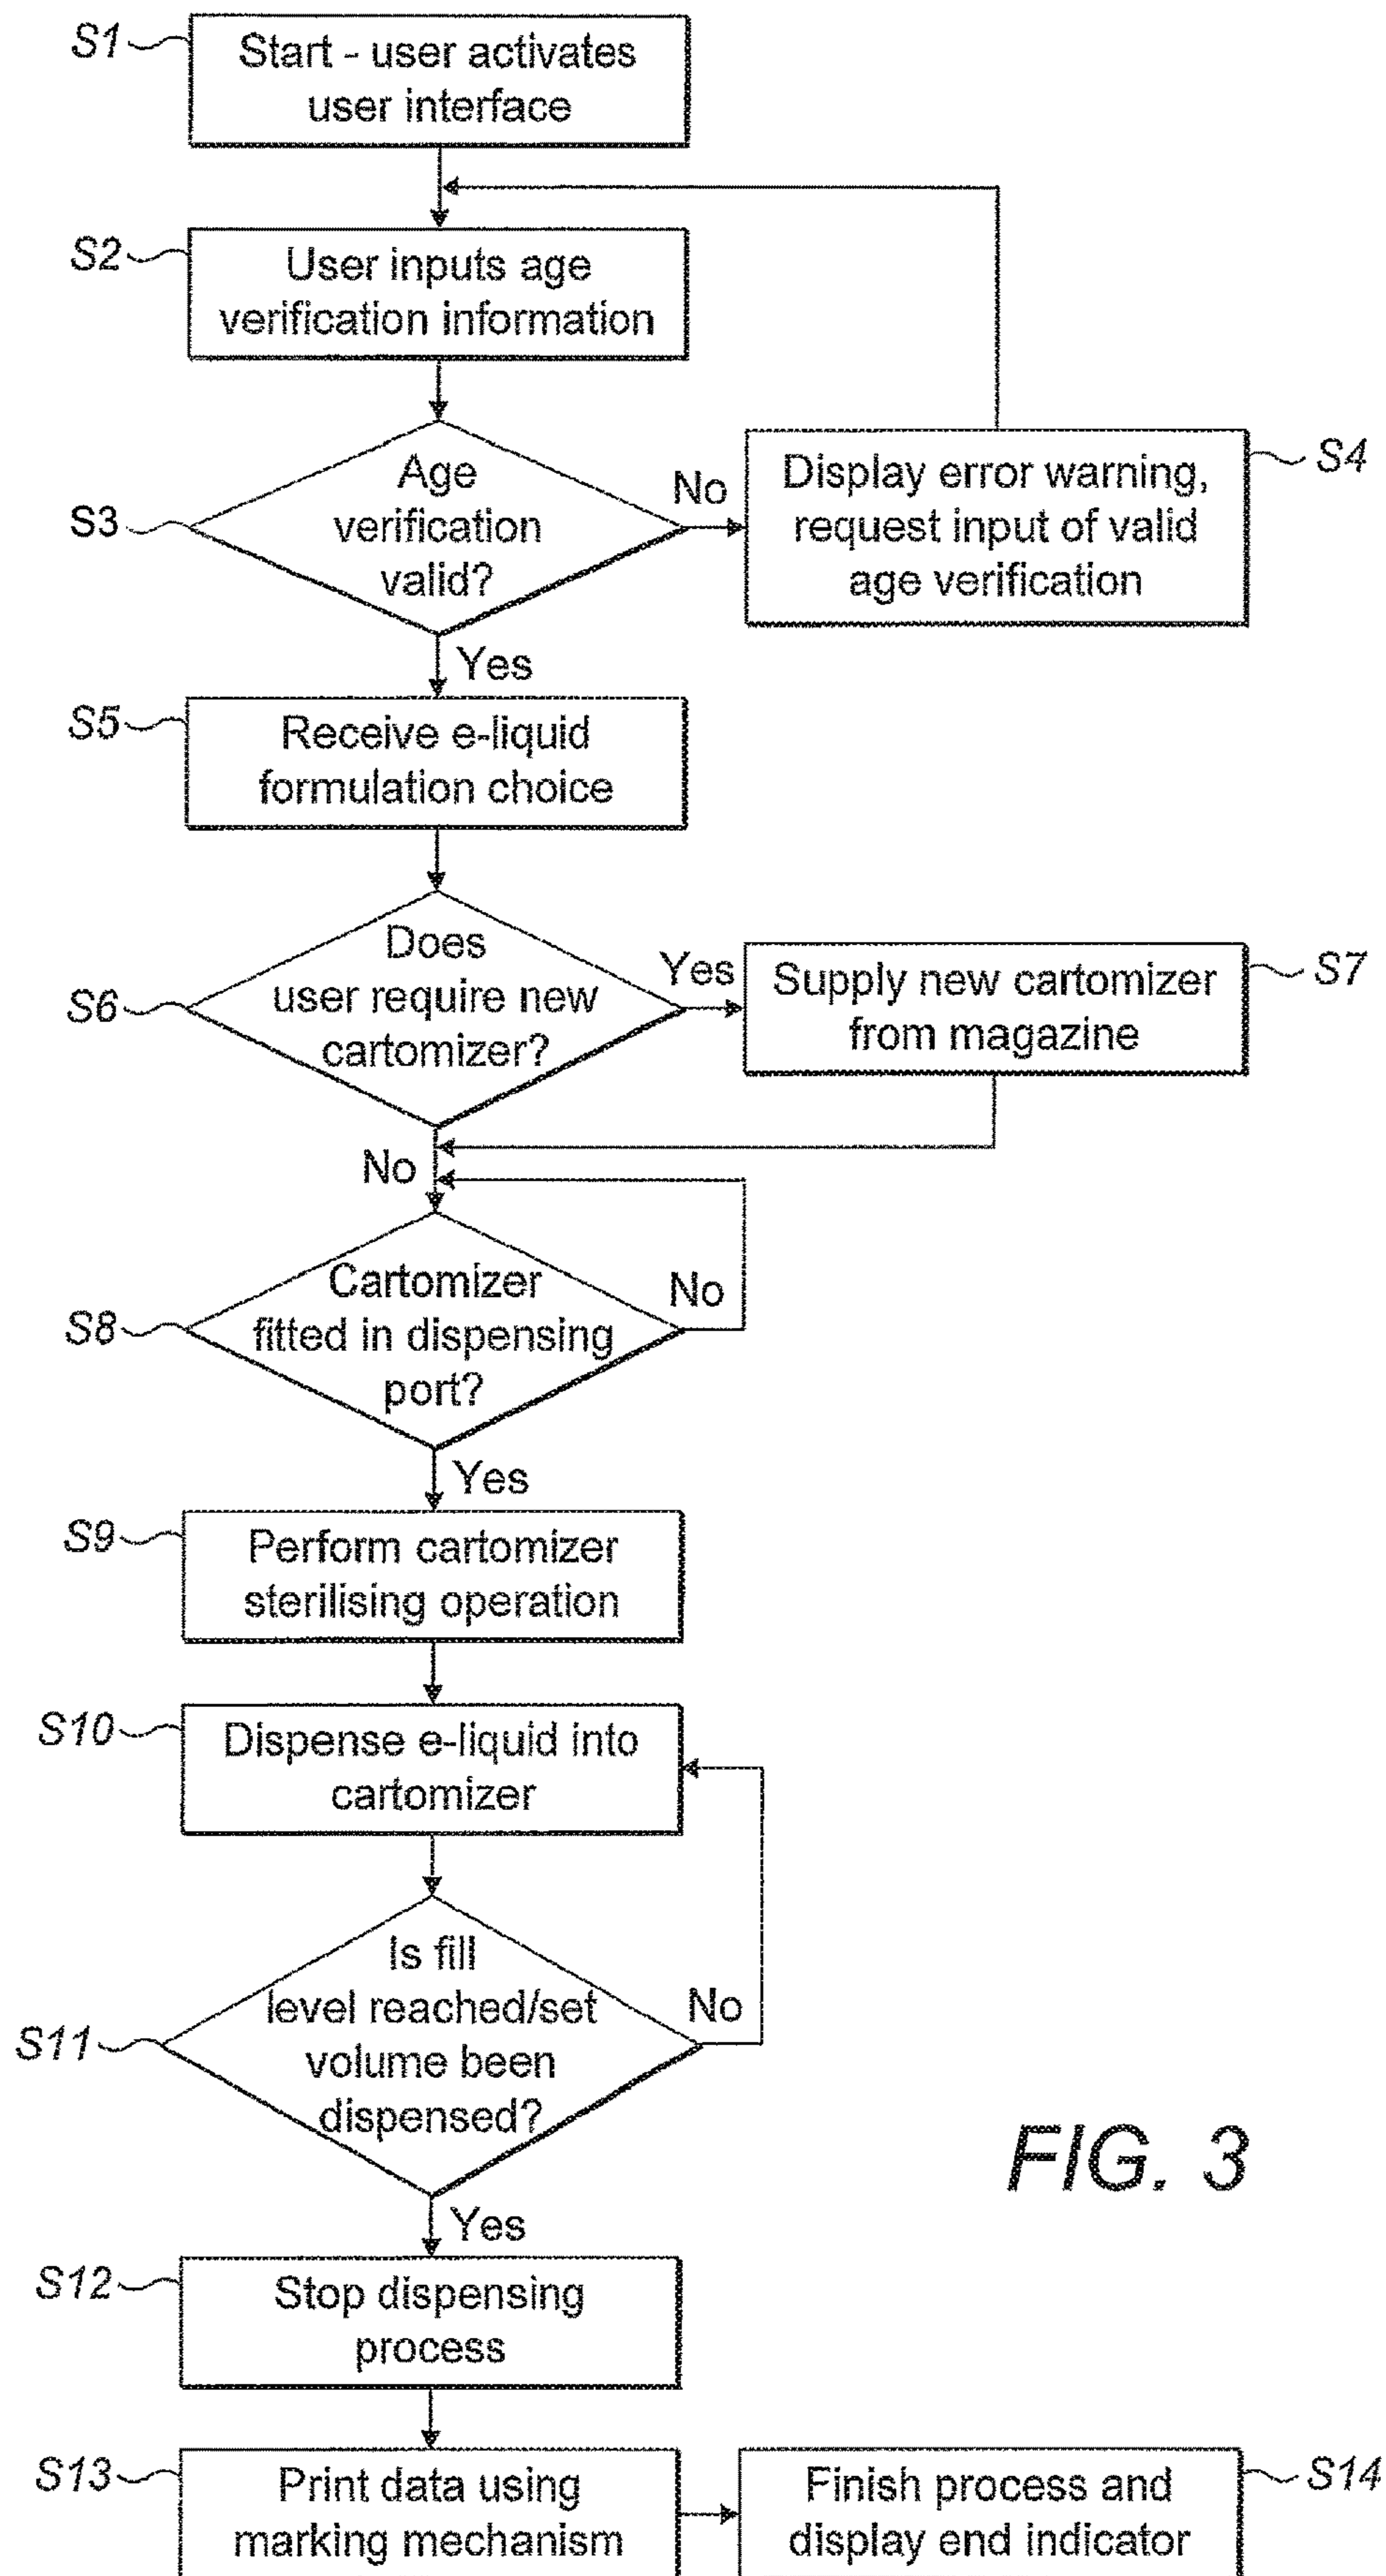 S1
Start - user activates
user interface
S2
User inputs age
verification information
S3
Age
verification
valid?
No
Display error warning,
request input of valid
age verification
S4
Yes
S5
Receive e-liquid
formulation choice
S6
Does
user require new
cartomizer?
Yes
Supply new cartomizer
from magazine
S7
No
S8
Cartomizer
fitted in dispensing
port?
No
Yes
S9
Perform cartomizer
sterilising operation
S10
Dispense e-liquid into
cartomizer
S11
Is fill
level reached/set
volume been
dispensed?
No
Yes
S12
Stop dispensing
process
S13
Print data using
marking mechanism
Finish process and
display end indicator
S14
FIG. 3